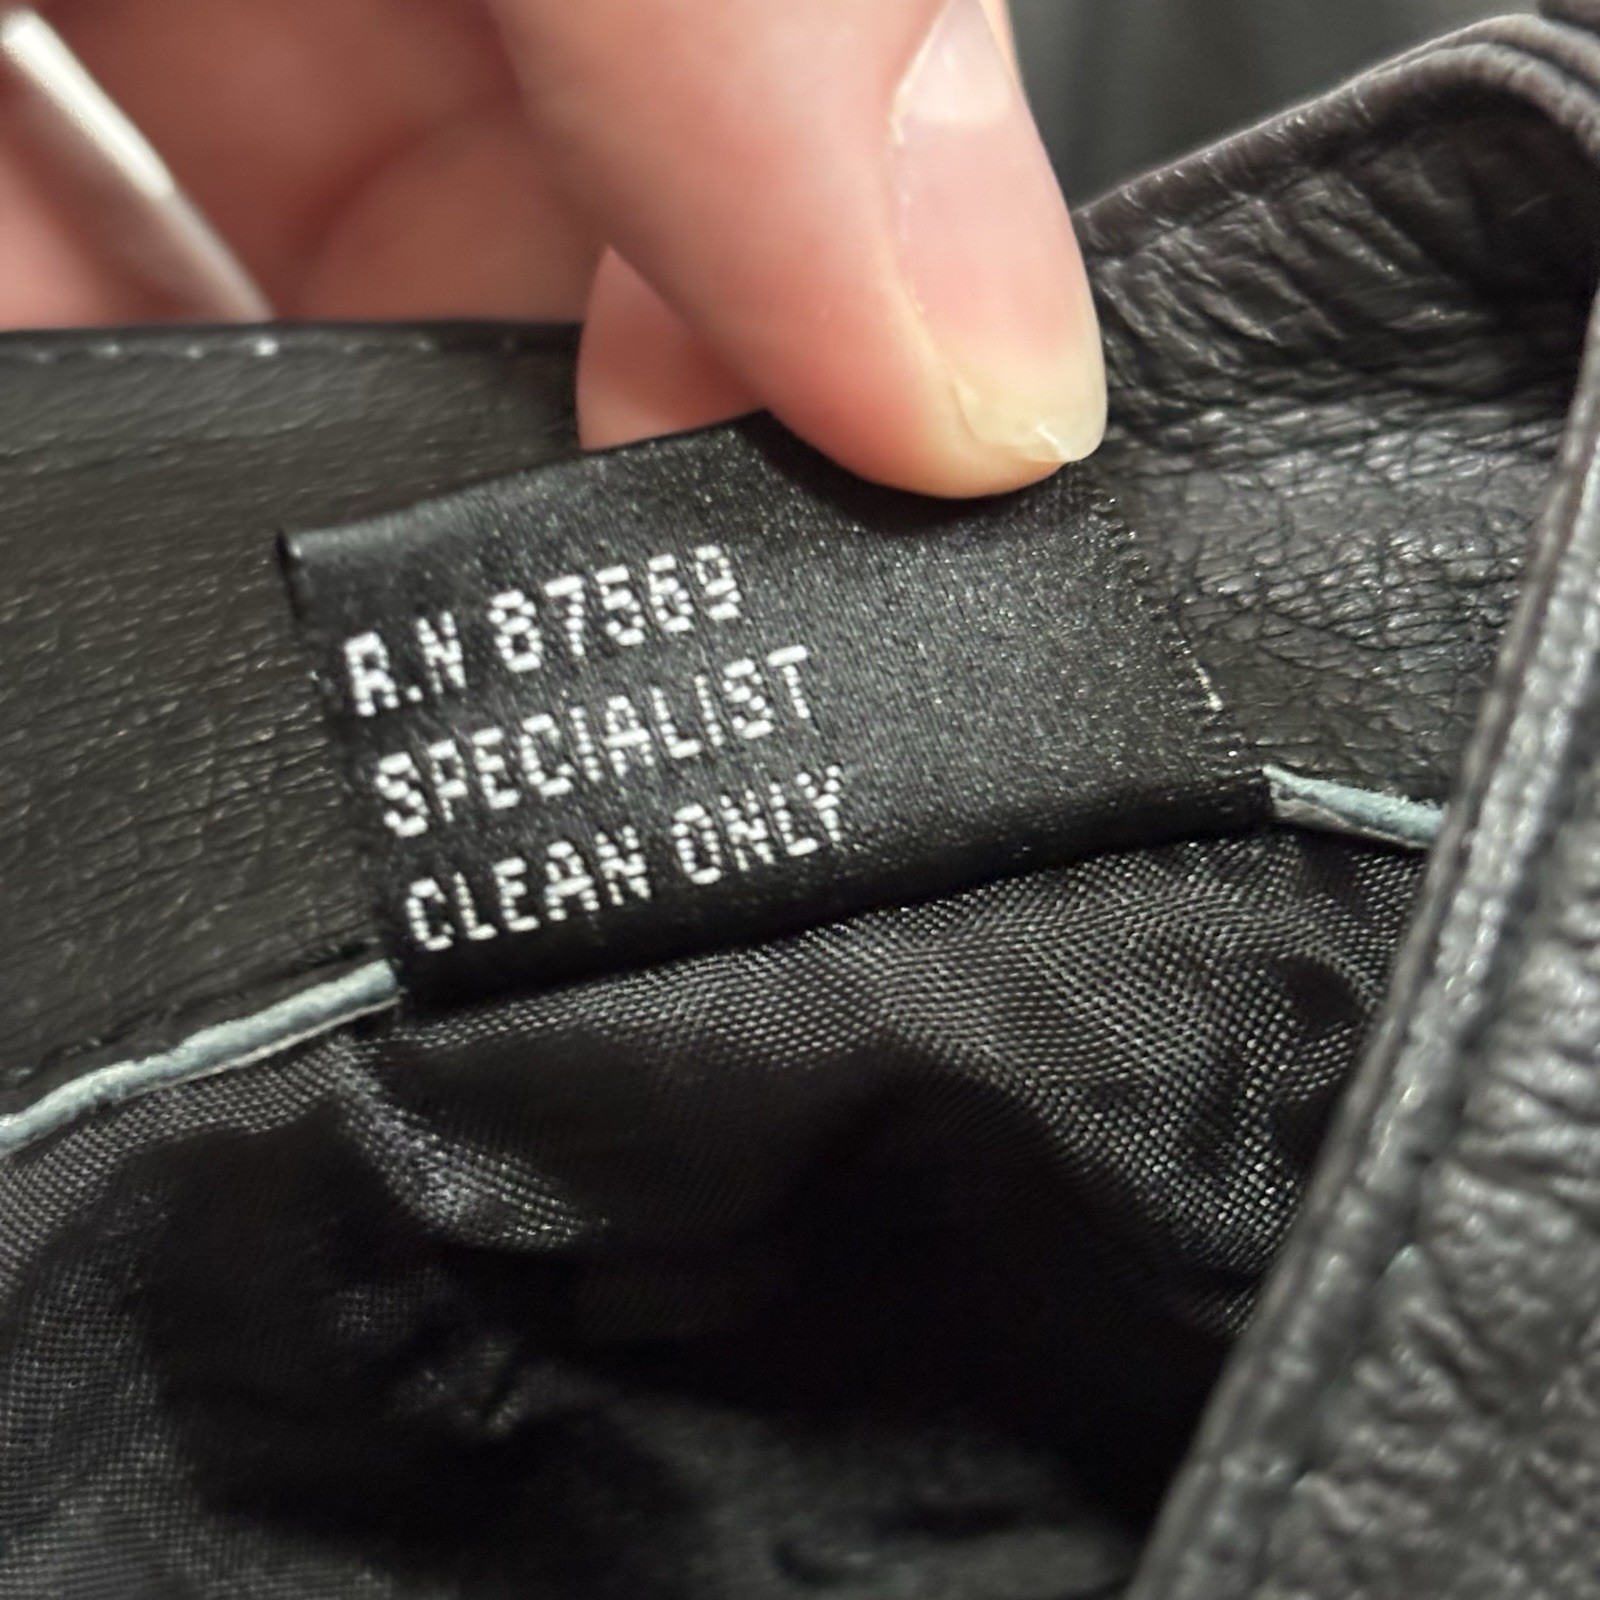 R.N 87569
SPECIALIST
CLEAN ONLY